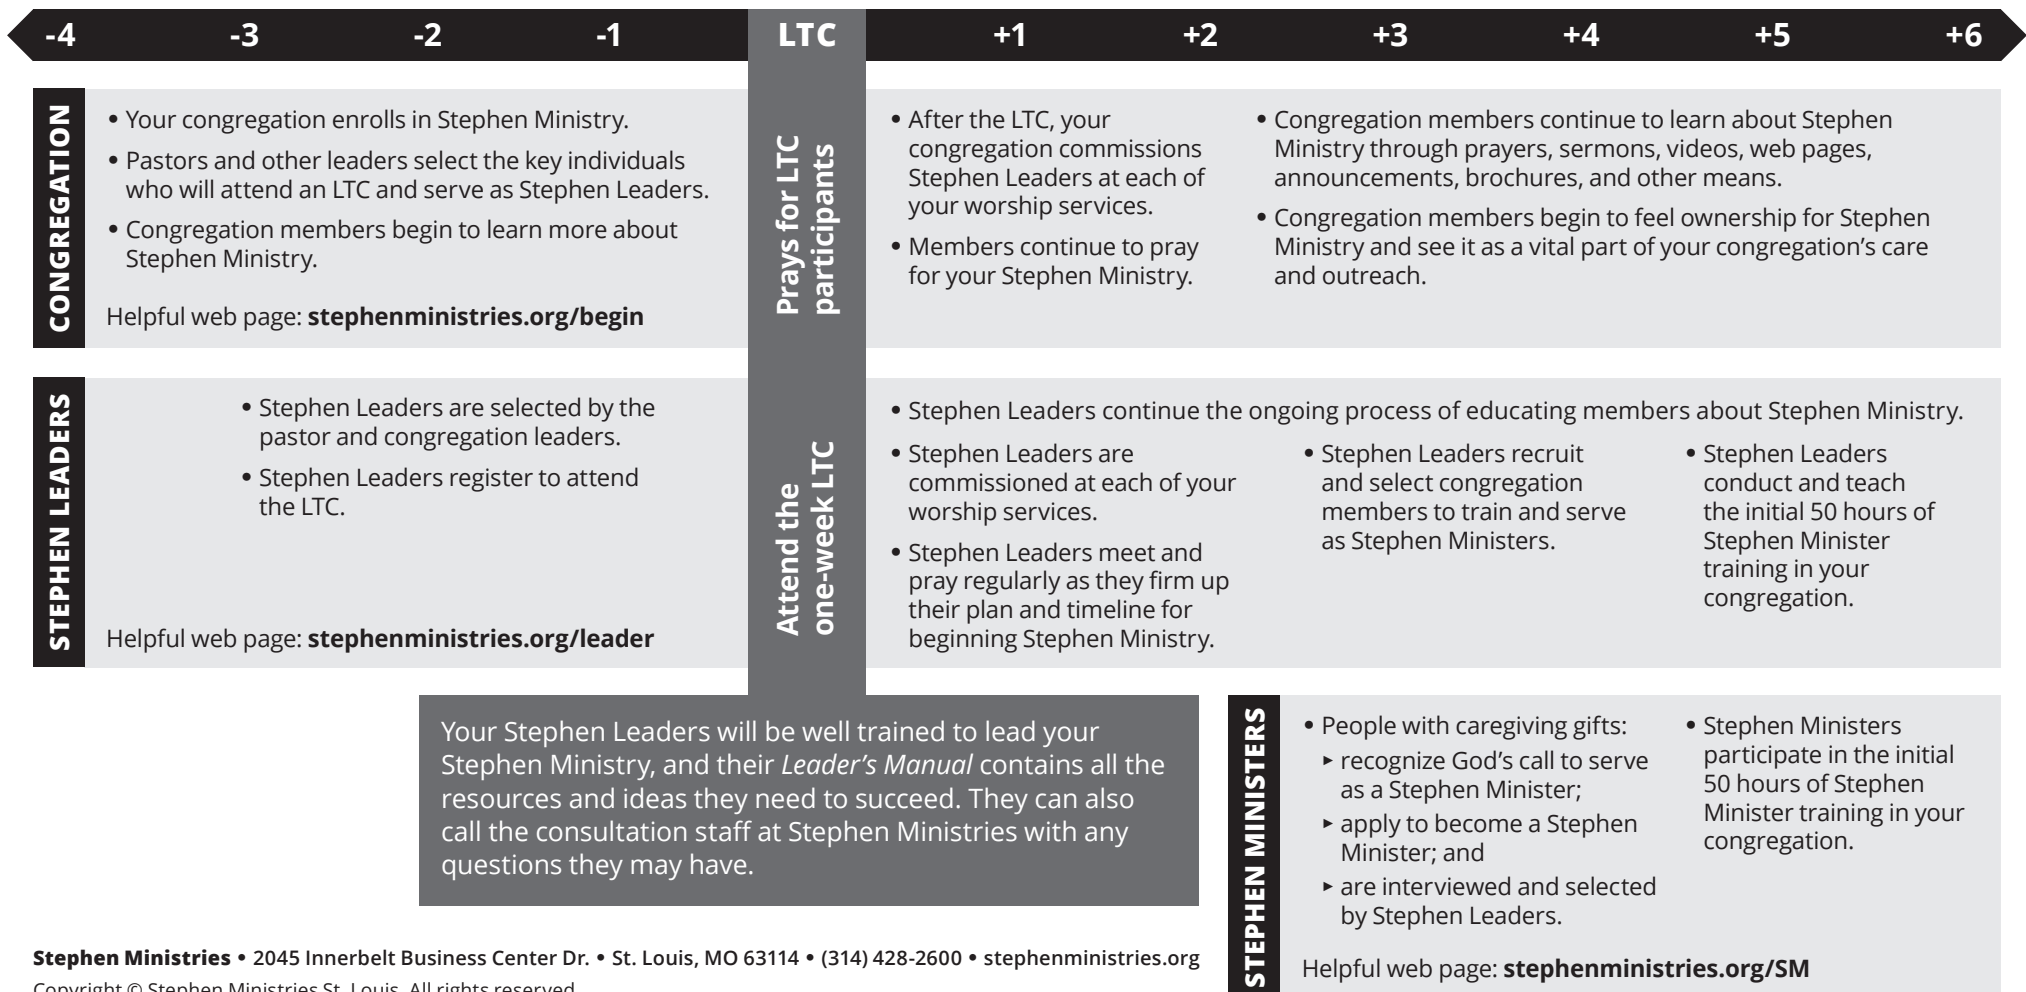 -4 -3 -2 -1 LTC +1 +2 +3 +4 +5 +6
CONGREGATION
• Your congregation enrolls in Stephen Ministry.
• Pastors and other leaders select the key individuals
who will attend an LTC and serve as Stephen Leaders.
• Congregation members begin to learn more about
Stephen Ministry.
Helpful web page: stephenministries.org/begin
Prays for LTC
participants
• After the LTC, your
congregation commissions
Stephen Leaders at each of
your worship services.
• Members continue to pray
for your Stephen Ministry.
• Congregation members continue to learn about Stephen
Ministry through prayers, sermons, videos, web pages,
announcements, brochures, and other means.
• Congregation members begin to feel ownership for Stephen
Ministry and see it as a vital part of your congregation’s care
and outreach.
STEPHEN LEADERS
• Stephen Leaders are selected by the
pastor and congregation leaders.
• Stephen Leaders register to attend
the LTC.
Helpful web page: stephenministries.org/leader
Attend the
one-week LTC
• Stephen Leaders continue the ongoing process of educating members about Stephen Ministry.
• Stephen Leaders are
commissioned at each of your
worship services.
• Stephen Leaders meet and
pray regularly as they firm up
their plan and timeline for
beginning Stephen Ministry.
• Stephen Leaders recruit
and select congregation
members to train and serve
as Stephen Ministers.
• Stephen Leaders
conduct and teach
the initial 50 hours of
Stephen Minister
training in your
congregation.
Your Stephen Leaders will be well trained to lead your
Stephen Ministry, and their Leader’s Manual contains all the
resources and ideas they need to succeed. They can also
call the consultation staff at Stephen Ministries with any
questions they may have.
STEPHEN MINISTERS
• People with caregiving gifts:
▸ recognize God’s call to serve
as a Stephen Minister;
▸ apply to become a Stephen
Minister; and
▸ are interviewed and selected
by Stephen Leaders.
• Stephen Ministers
participate in the initial
50 hours of Stephen
Minister training in your
congregation.
Helpful web page: stephenministries.org/SM
Stephen Ministries • 2045 Innerbelt Business Center Dr. • St. Louis, MO 63114 • (314) 428-2600 • stephenministries.org
Copyright © Stephen Ministries St. Louis. All rights reserved